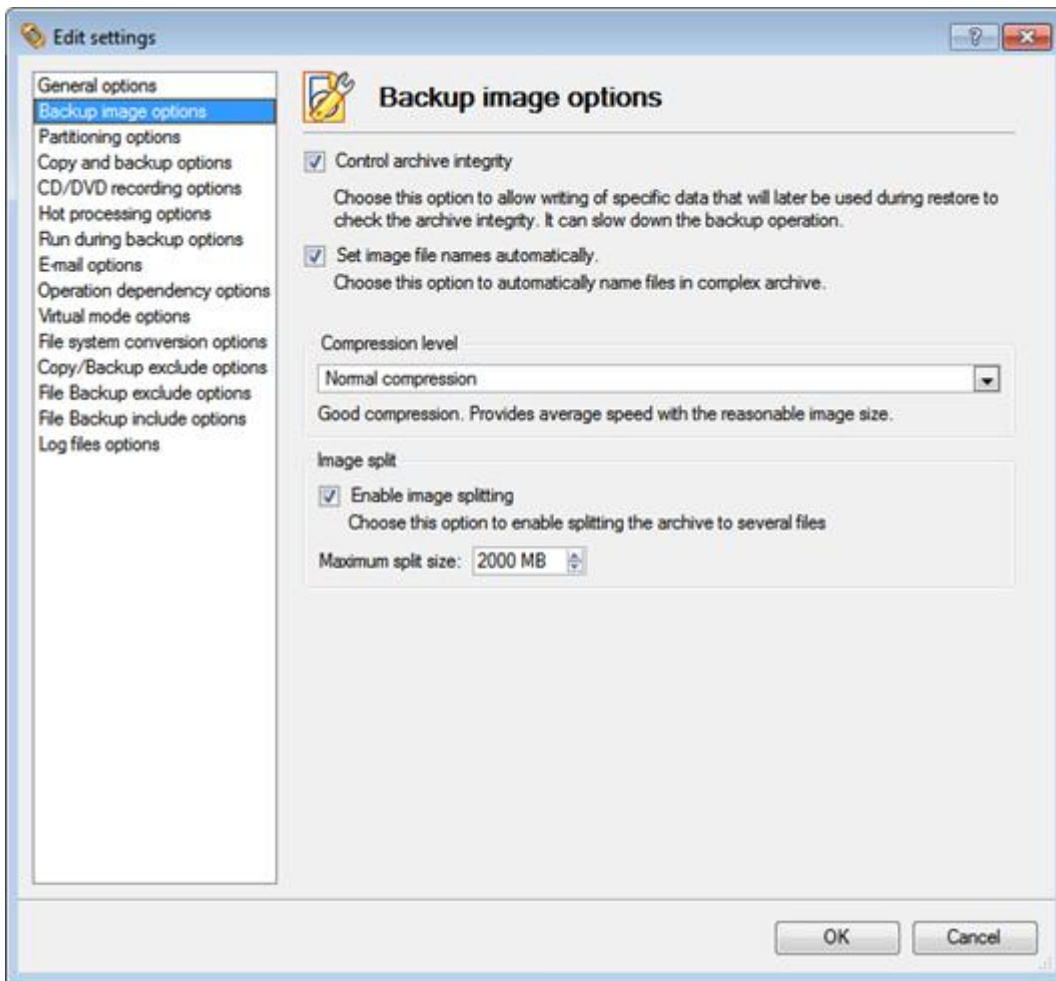 Edit settings
General options
Backup image options
Partitioning options
Copy and backup options
CD/DVD recording options
Hot processing options
Run during backup options
E-mail options
Operation dependency options
Virtual mode options
File system conversion options
Copy/Backup exclude options
File Backup exclude options
File Backup include options
Log files options
Backup image options
Control archive integrity
Choose this option to allow writing of specific data that will later be used during restore to
check the archive integrity. It can slow down the backup operation.
Set image file names automatically.
Choose this option to automatically name files in complex archive.
Compression level
Normal compression
Good compression. Provides average speed with the reasonable image size.
Image split
Enable image splitting
Choose this option to enable splitting the archive to several files
Maximum split size: 2000 MB
OK Cancel